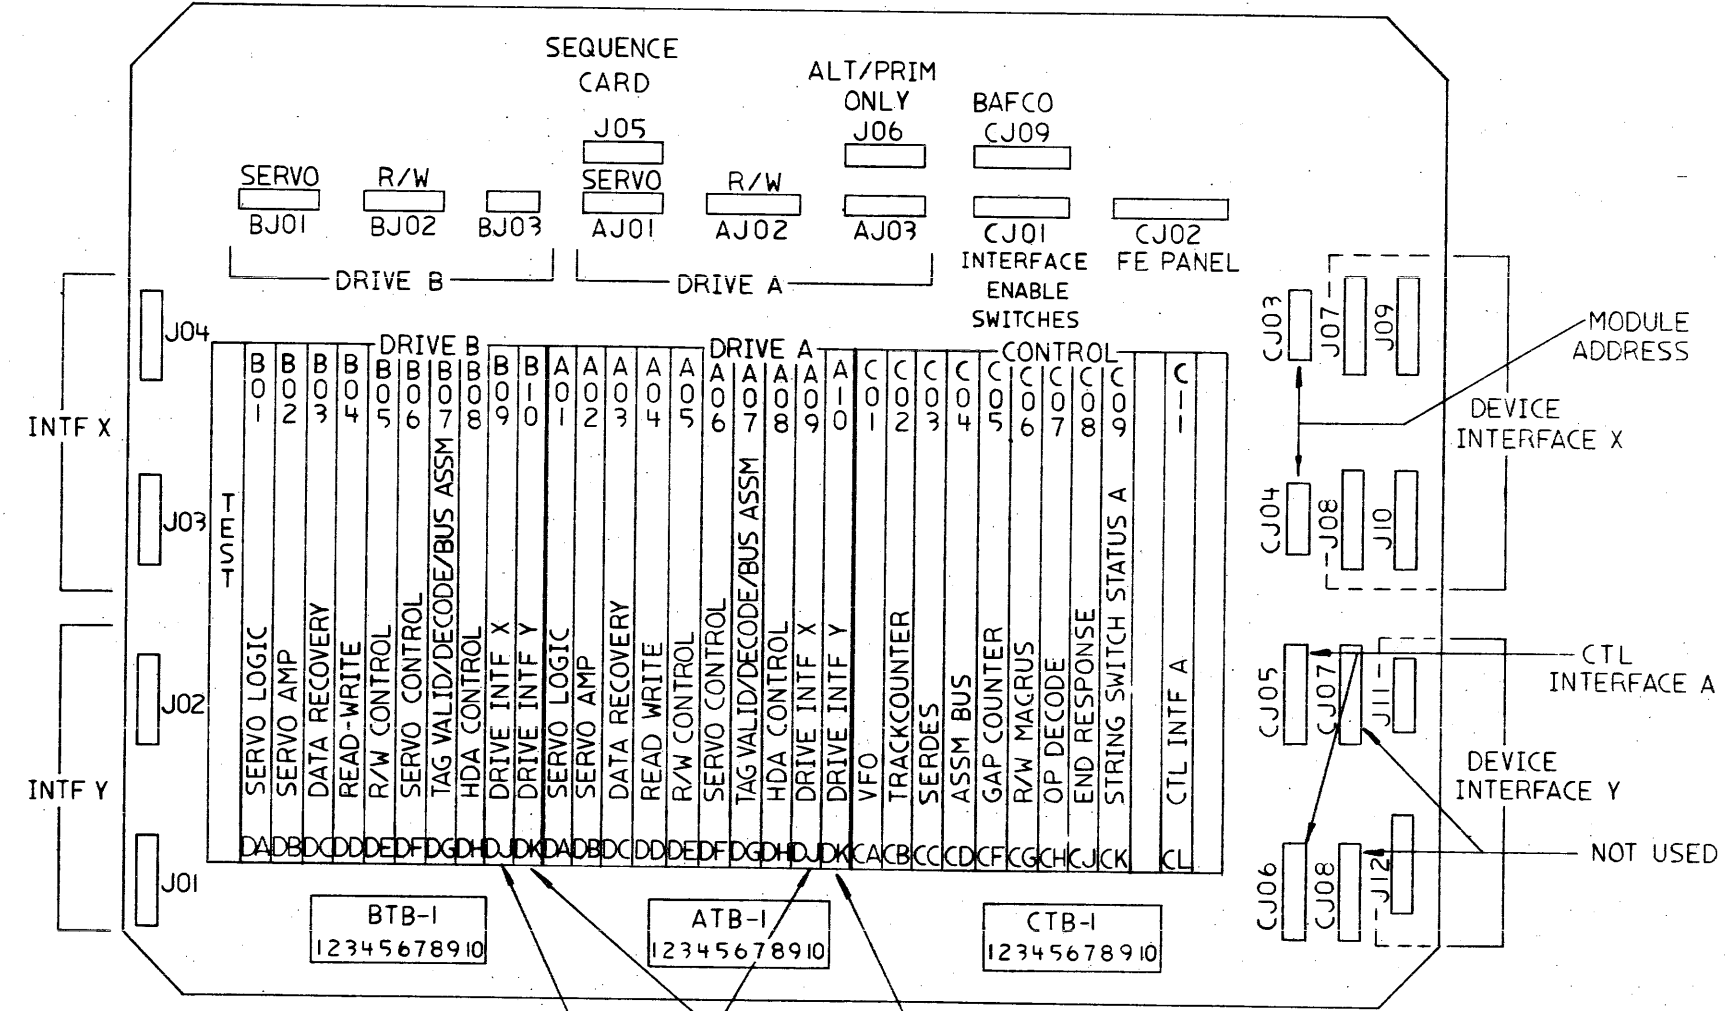 SEQUENCE
CARD
J05
ALT/PRIM
ONLY
J06
BAFCO
CJ09
SERVO
BJ01
R/W
BJ02
BJ03
SERVO
AJ01
R/W
AJ02
AJ03
CJ01
INTERFACE
ENABLE
SWITCHES
CJ02
FE PANEL
DRIVE B
DRIVE A
INTF X
J04
J03
INTF Y
J02
J01
DRIVE B
DRIVE A
CONTROL
TEST
B01 SERVO LOGIC DA
B02 SERVO AMP DB
B03 DATA RECOVERY DC
B04 READ-WRITE DD
B05 R/W CONTROL DE
B06 SERVO CONTROL DF
B07 TAG VALID/DECODE/BUS ASSM DG
B08 HDA CONTROL DH
B09 DRIVE INTF X DJ
B10 DRIVE INTF Y DK
A01 SERVO LOGIC DA
A02 SERVO AMP DB
A03 DATA RECOVERY DC
A04 READ WRITE DD
A05 R/W CONTROL DE
A06 SERVO CONTROL DF
A07 TAG VALID/DECODE/BUS ASSM DG
A08 HDA CONTROL DH
A09 DRIVE INTF X DJ
A10 DRIVE INTF Y DK
C01 VFO CA
C02 TRACKCOUNTER CB
C03 SERDES CC
C04 ASSM BUS CD
C05 GAP COUNTER CF
C06 R/W MAGRUS CG
C07 OP DECODE CH
C08 END RESPONSE CJ
C09 STRING SWITCH STATUS A CK
C11 CTL INTF A CL
BTB-1
12345678910
ATB-1
12345678910
CTB-1
12345678910
CJ03
J07
J09
MODULE
ADDRESS
DEVICE
INTERFACE X
CJ04
J08
J10
CJ05
CJ07
J11
CTL
INTERFACE A
DEVICE
INTERFACE Y
CJ06
CJ08
J12
NOT USED